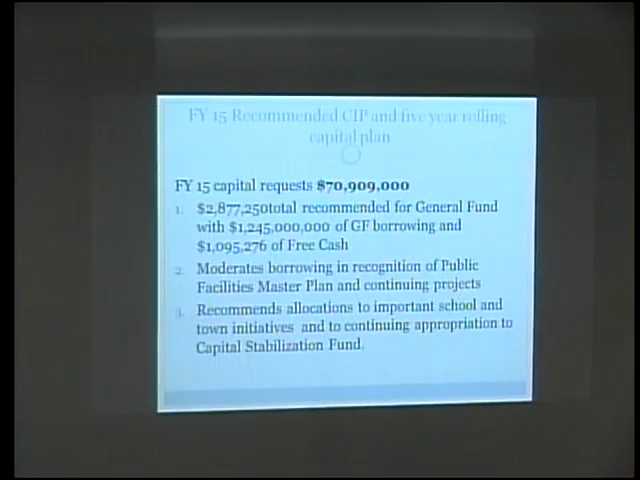 FY 15 Recommended CIP and five year rolling
capital plan
FY 15 capital requests $70,909,000
1. $2,877,250total recommended for General Fund
with $1,245,000,000 of GF borrowing and
$1,095,276 of Free Cash
2. Moderates borrowing in recognition of Public
Facilities Master Plan and continuing projects
3. Recommends allocations to important school and
town initiatives and to continuing appropriation to
Capital Stabilization Fund.